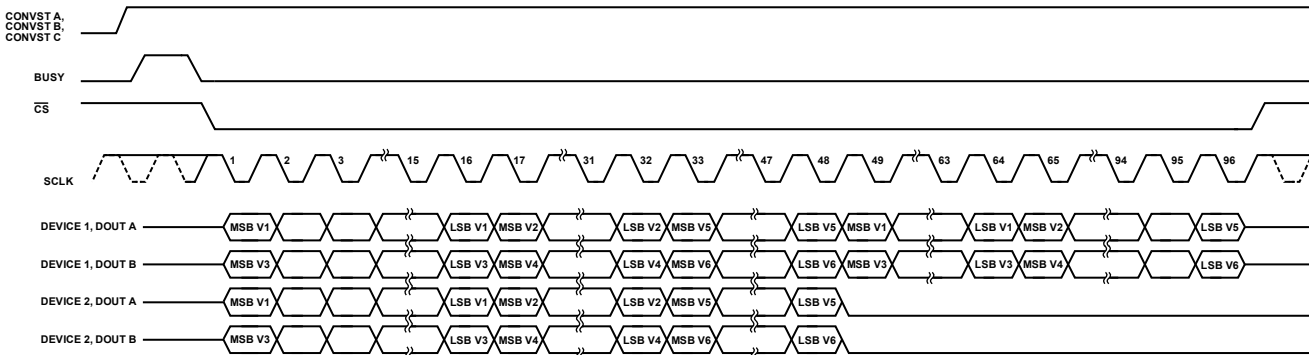 CONVST A,
CONVST B,
CONVST C
BUSY
CS
1 2 3 15 16 17 31 32 33 47 48 49 63 64 65 94 95 96
SCLK
DEVICE 1, DOUT A MSB V1 LSB V1 MSB V2 LSB V2 MSB V5 LSB V5 MSB V1 LSB V1 MSB V2 LSB V5
DEVICE 1, DOUT B MSB V3 LSB V3 MSB V4 LSB V4 MSB V6 LSB V6 MSB V3 LSB V3 MSB V4 LSB V6
DEVICE 2, DOUT A MSB V1 LSB V1 MSB V2 LSB V2 MSB V5 LSB V5
DEVICE 2, DOUT B MSB V3 LSB V3 MSB V4 LSB V4 MSB V6 LSB V6